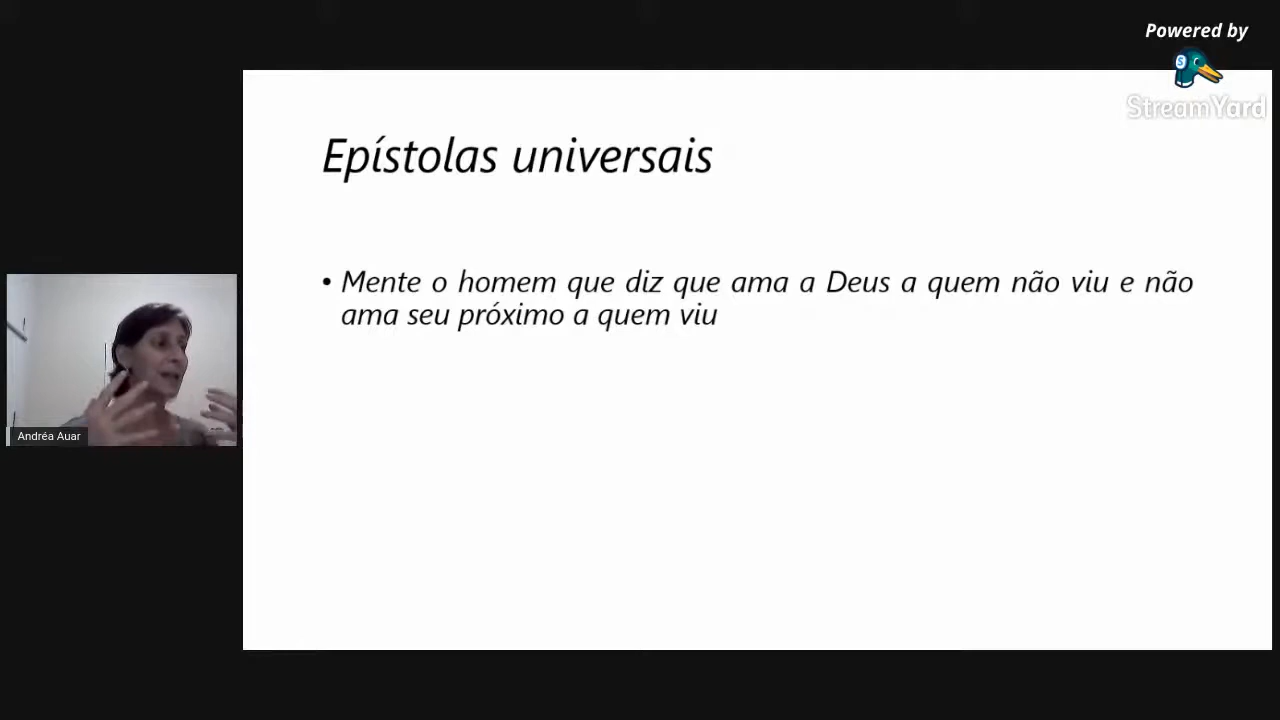 Powered by
StreamYard
Epístolas universais
• Mente o homem que diz que ama a Deus a quem não viu e não
ama seu próximo a quem viu
Andréa Auar